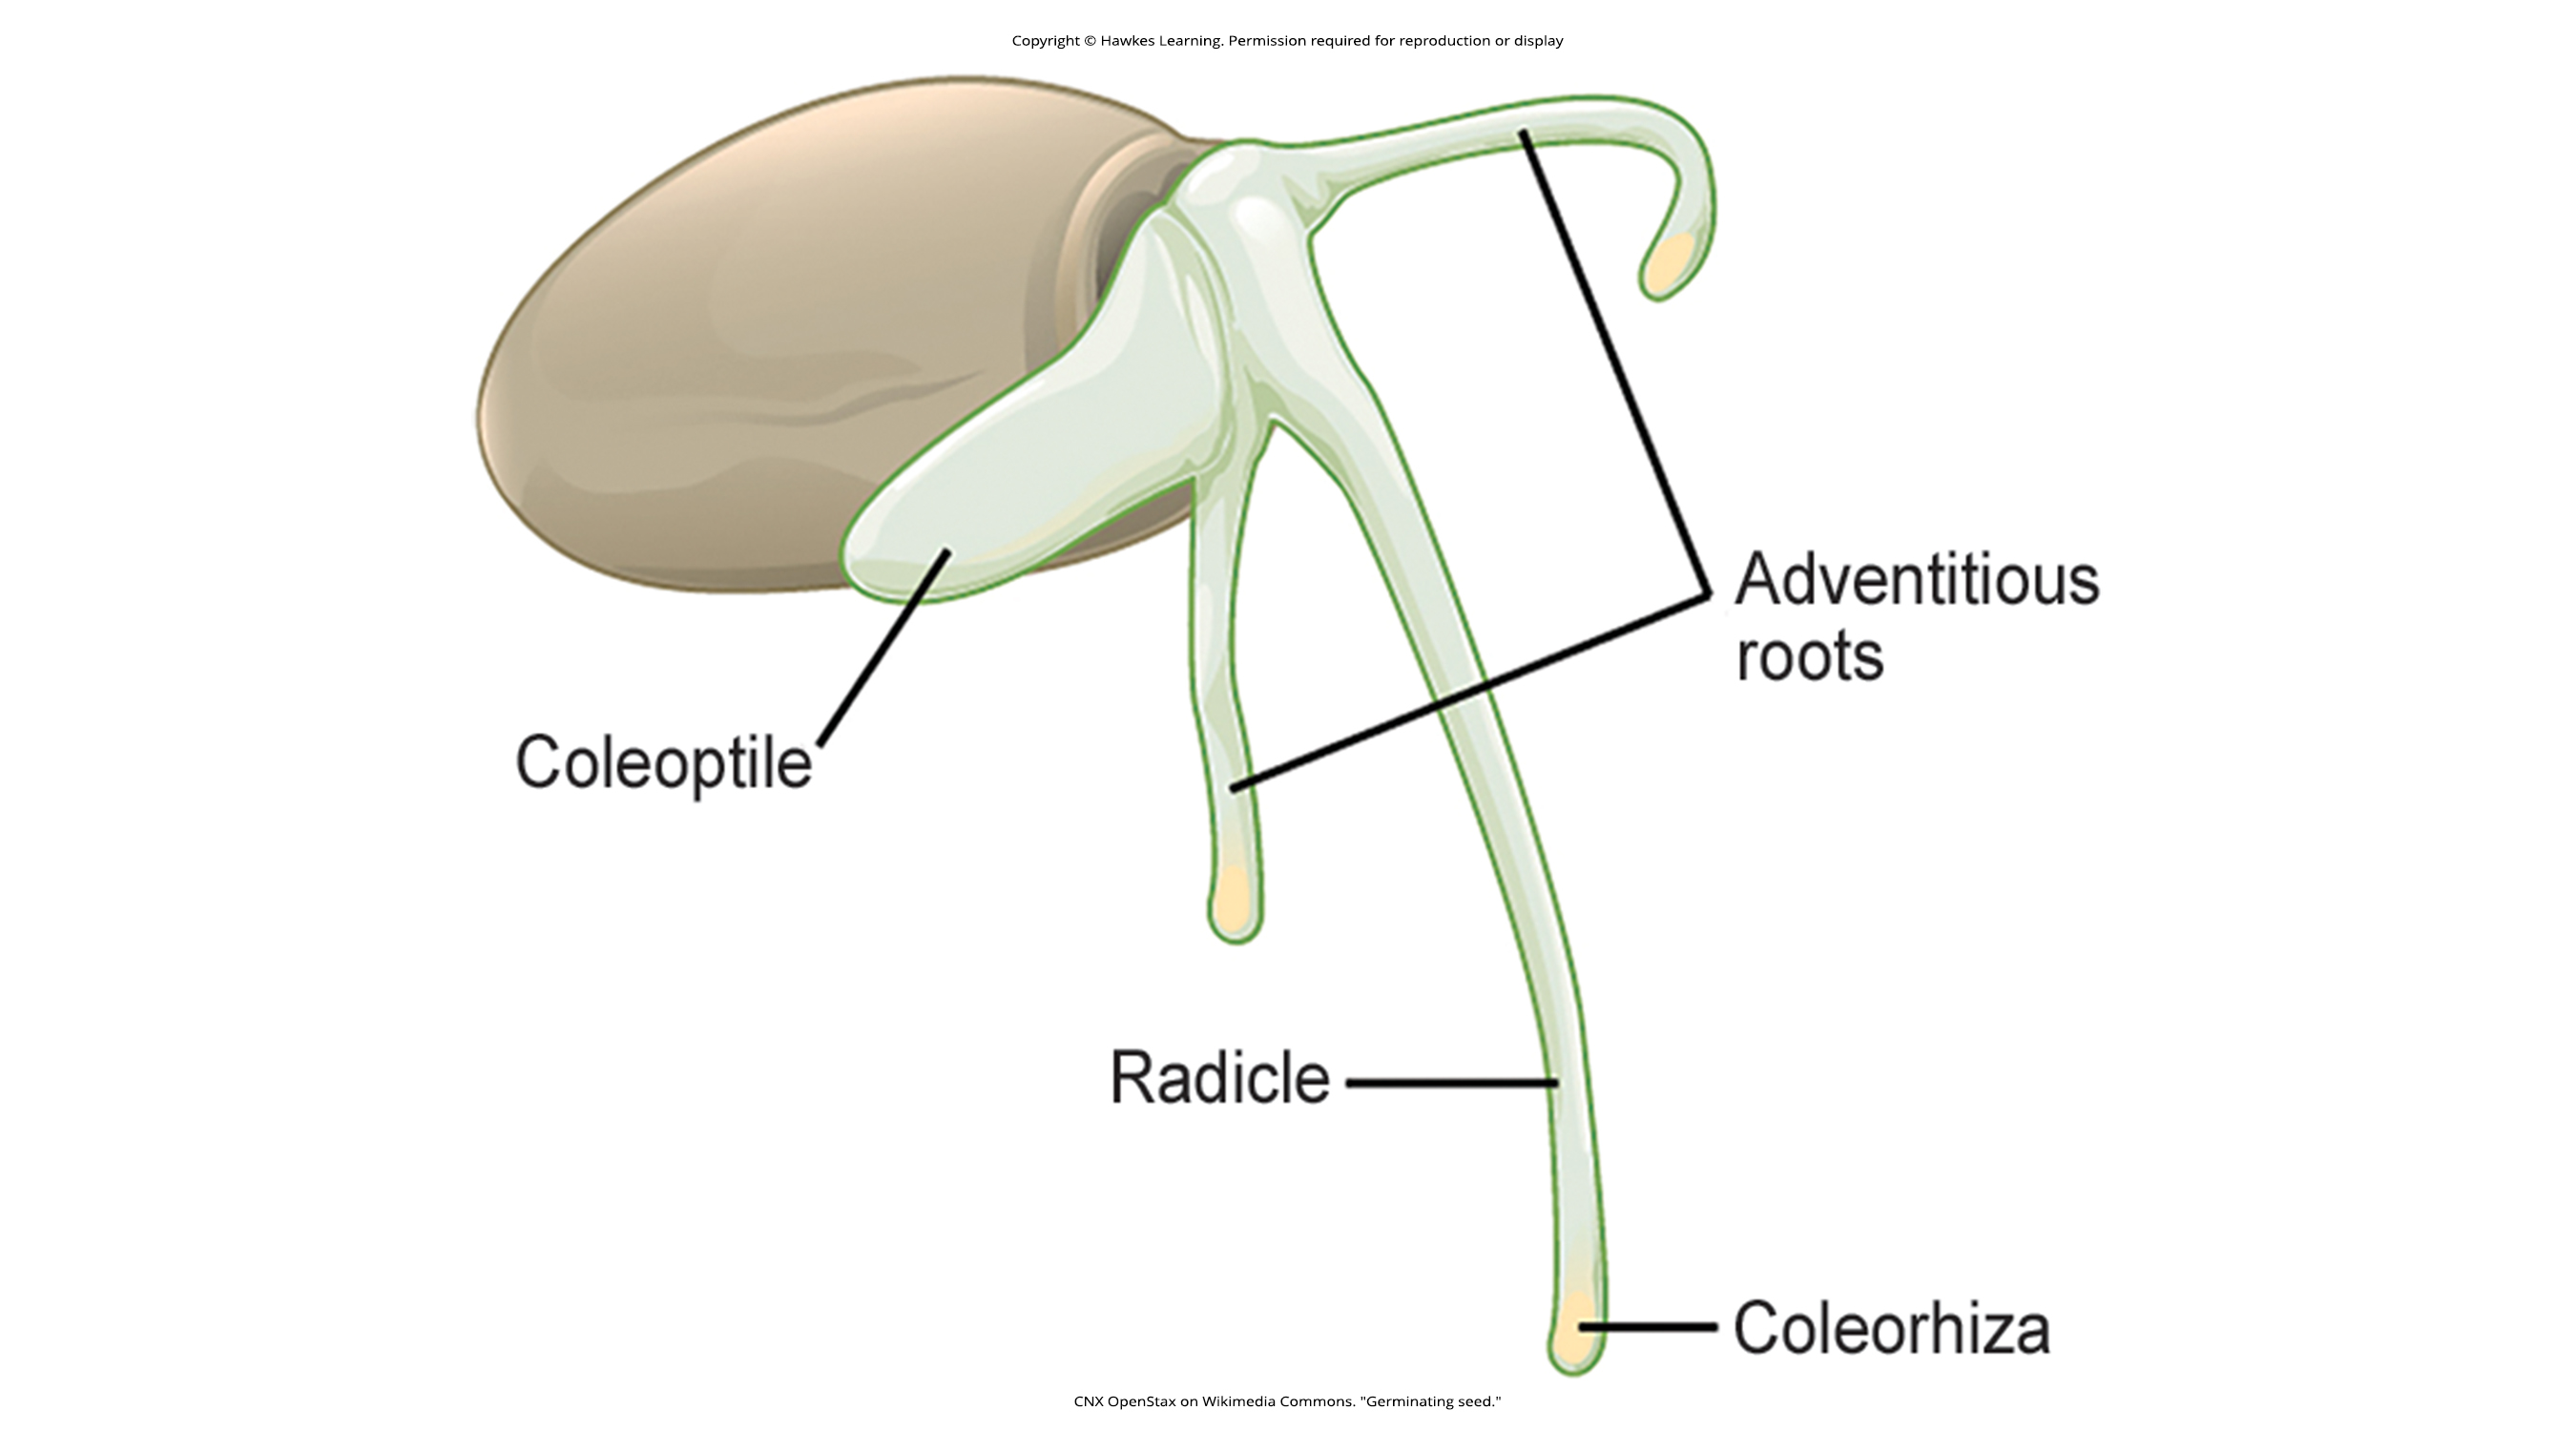 Copyright © Hawkes Learning. Permission required for reproduction or display
Adventitious
roots
Coleoptile
Radicle
Coleorhiza
CNX OpenStax on Wikimedia Commons. "Germinating seed."